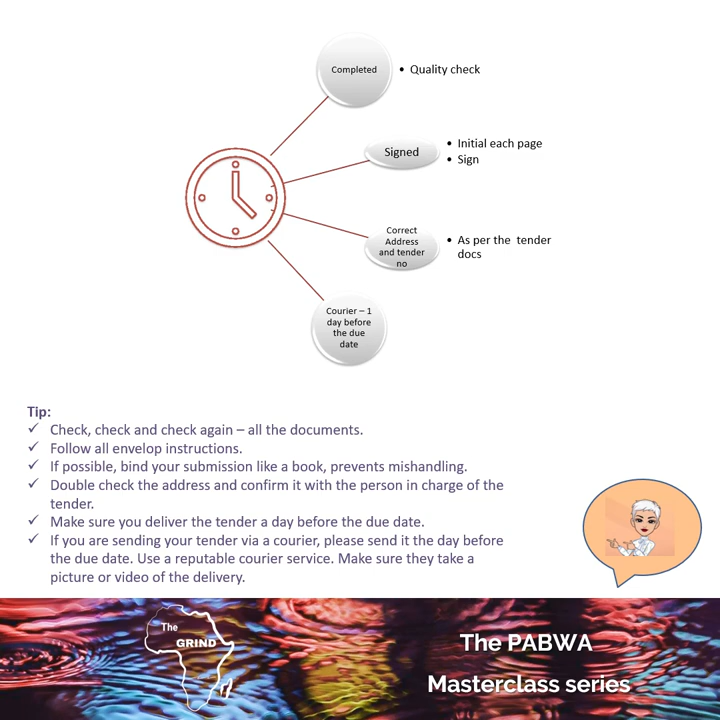 Completed
• Quality check
Signed
• Initial each page
• Sign
Correct
Address
and tender
no
• As per the tender
docs
Courier – 1
day before
the due
date
Tip:
✓ Check, check and check again – all the documents.
✓ Follow all envelop instructions.
✓ If possible, bind your submission like a book, prevents mishandling.
✓ Double check the address and confirm it with the person in charge of the
tender.
✓ Make sure you deliver the tender a day before the due date.
✓ If you are sending your tender via a courier, please send it the day before
the due date. Use a reputable courier service. Make sure they take a
picture or video of the delivery.
The
GRIND
The PABWA
Masterclass series